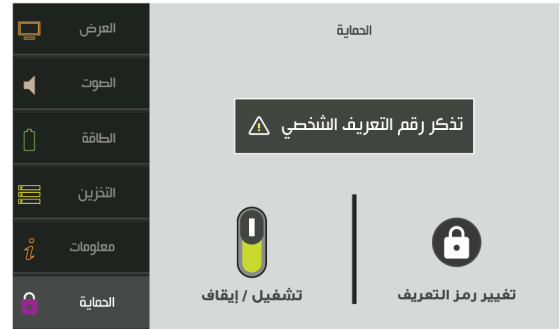 الحماية
تذكر رقم التعريف الشخصي
تغيير رمز التعريف
تشغيل / إيقاف
العرض
الصوت
الطاقة
التخزين
معلومات
الحماية